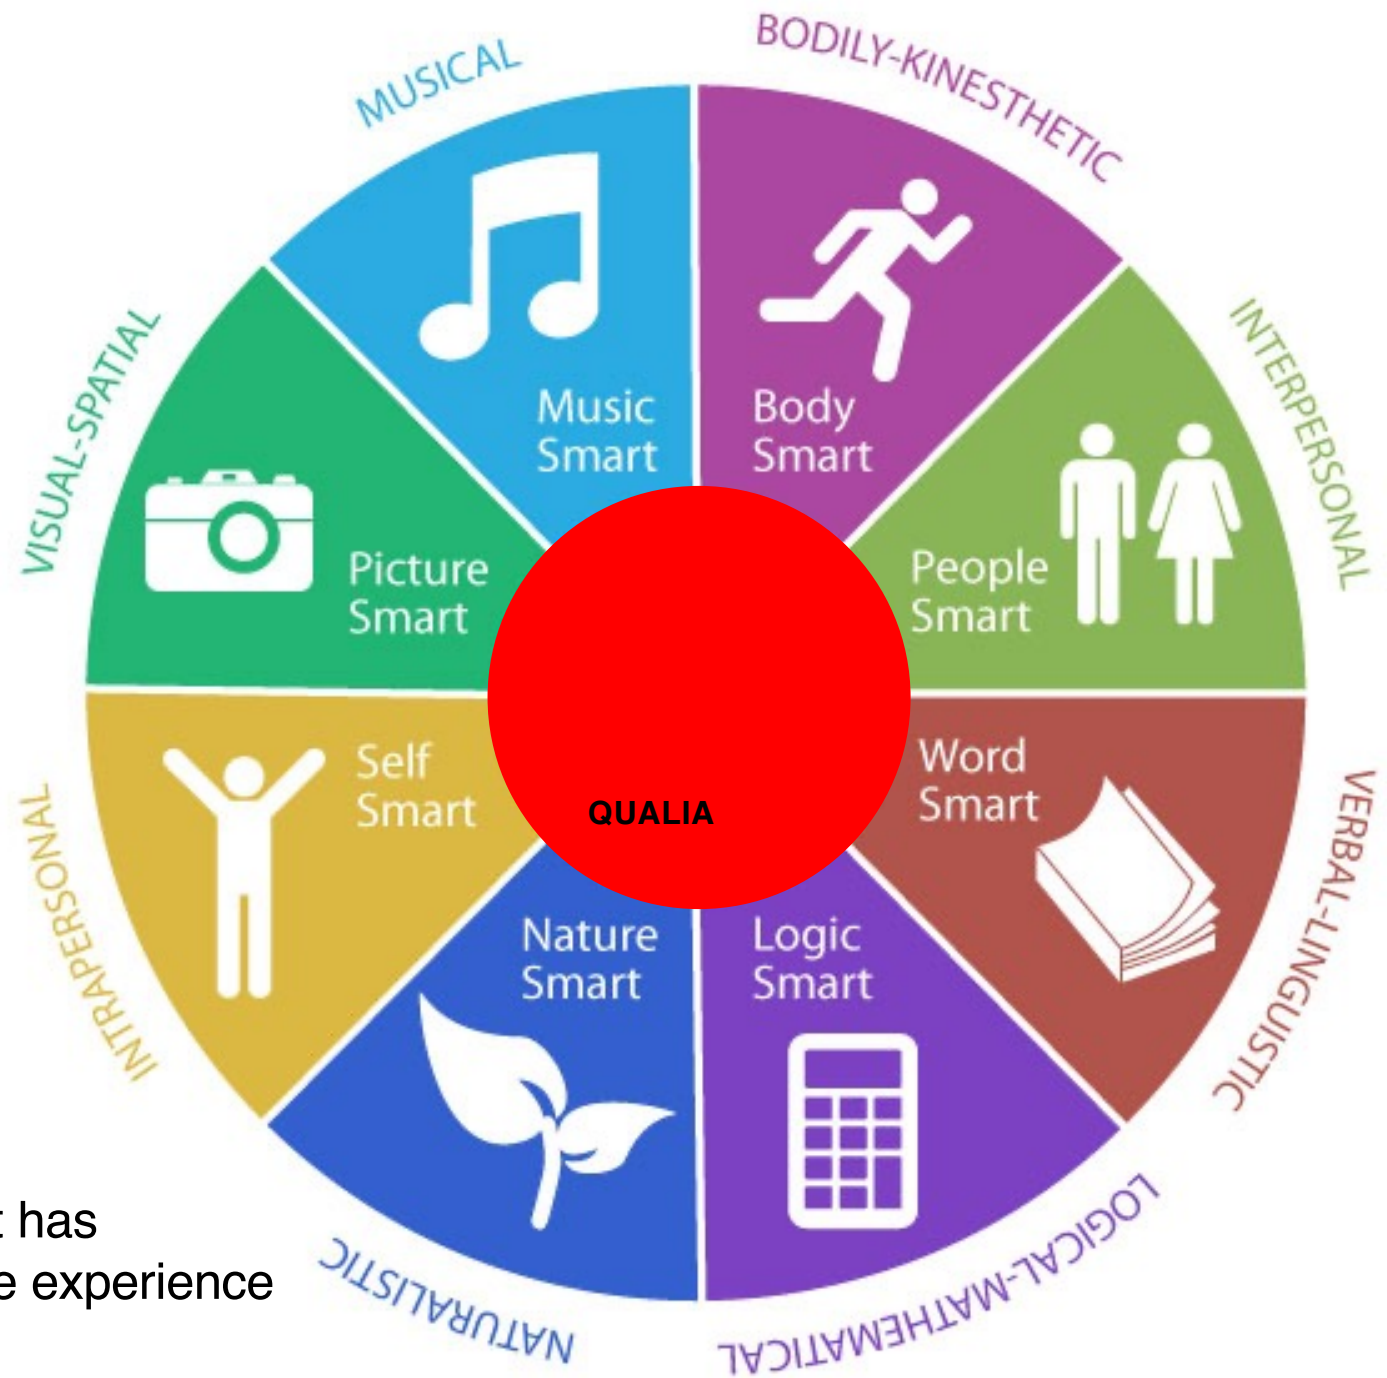 MUSICAL
BODILY-KINESTHETIC
INTERPERSONAL
VERBAL-LINGUISTIC
LOGICAL-MATHEMATICAL
NATURALISTIC
INTRAPERSONAL
VISUAL-SPATIAL
Music
Smart
Body
Smart
People
Smart
Word
Smart
Logic
Smart
Nature
Smart
Self
Smart
Picture
Smart
QUALIA
has
experience